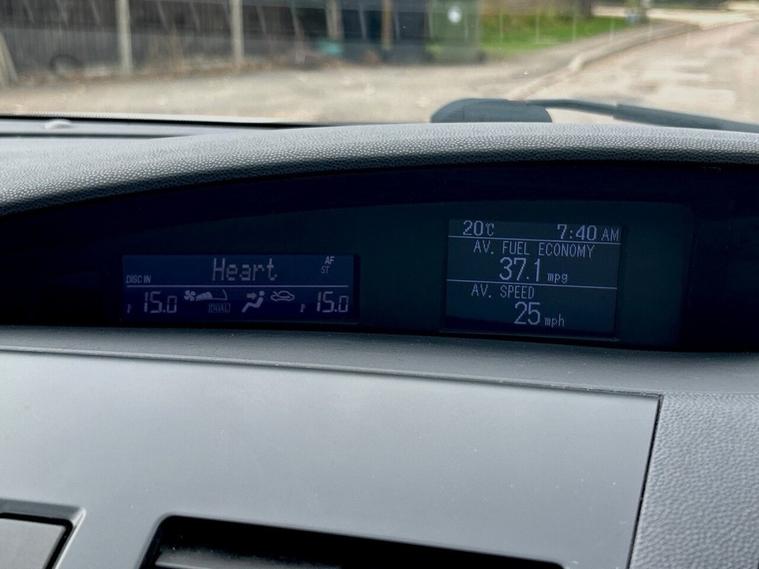 Heart
AF
ST
DISC IN
15.0
DUAL
15.0
20℃ 7:40 AM
AV. FUEL ECONOMY
37.1 mpg
AV. SPEED
25 mph